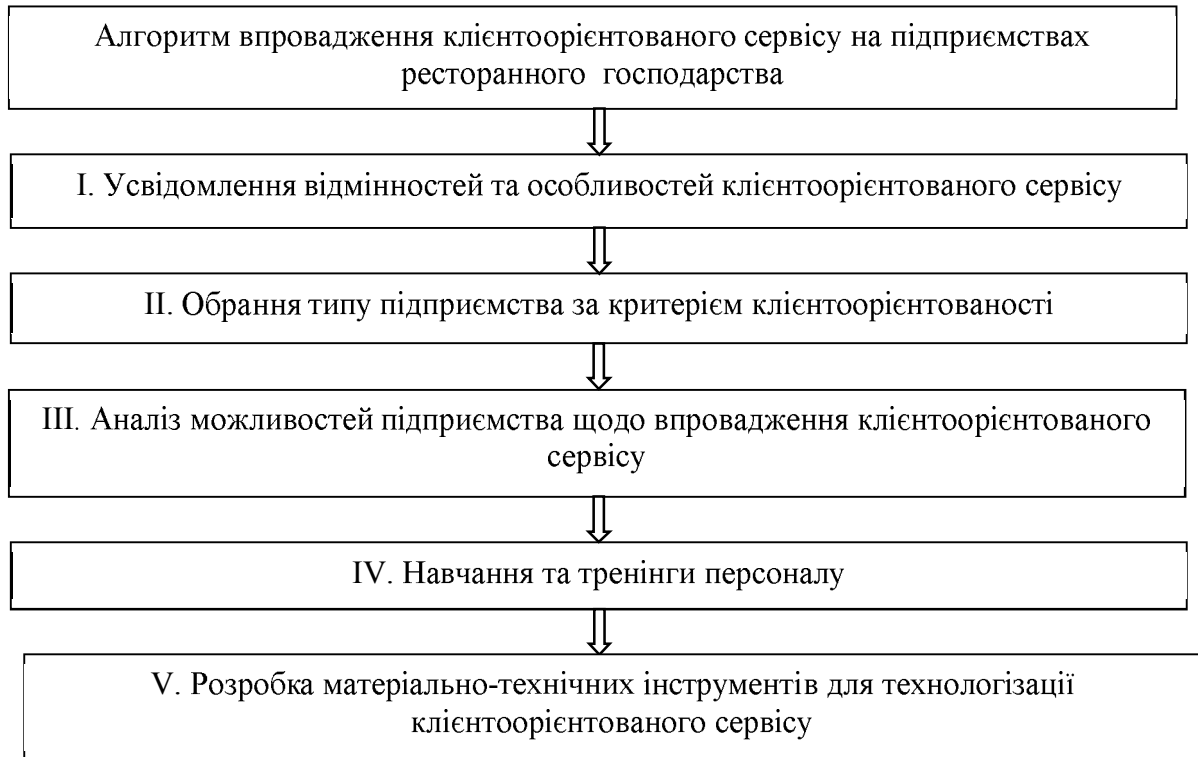 Алгоритм впровадження клієнтоорієнтованого сервісу на підприємствах
ресторанного господарства
І. Усвідомлення відмінностей та особливостей клієнтоорієнтованого сервісу
ІІ. Обрання типу підприємства за критерієм клієнтоорієнтованості
ІІІ. Аналіз можливостей підприємства щодо впровадження клієнтоорієнтованого
сервісу
IV. Навчання та тренінги персоналу
V. Розробка матеріально-технічних інструментів для технологізації
клієнтоорієнтованого сервісу